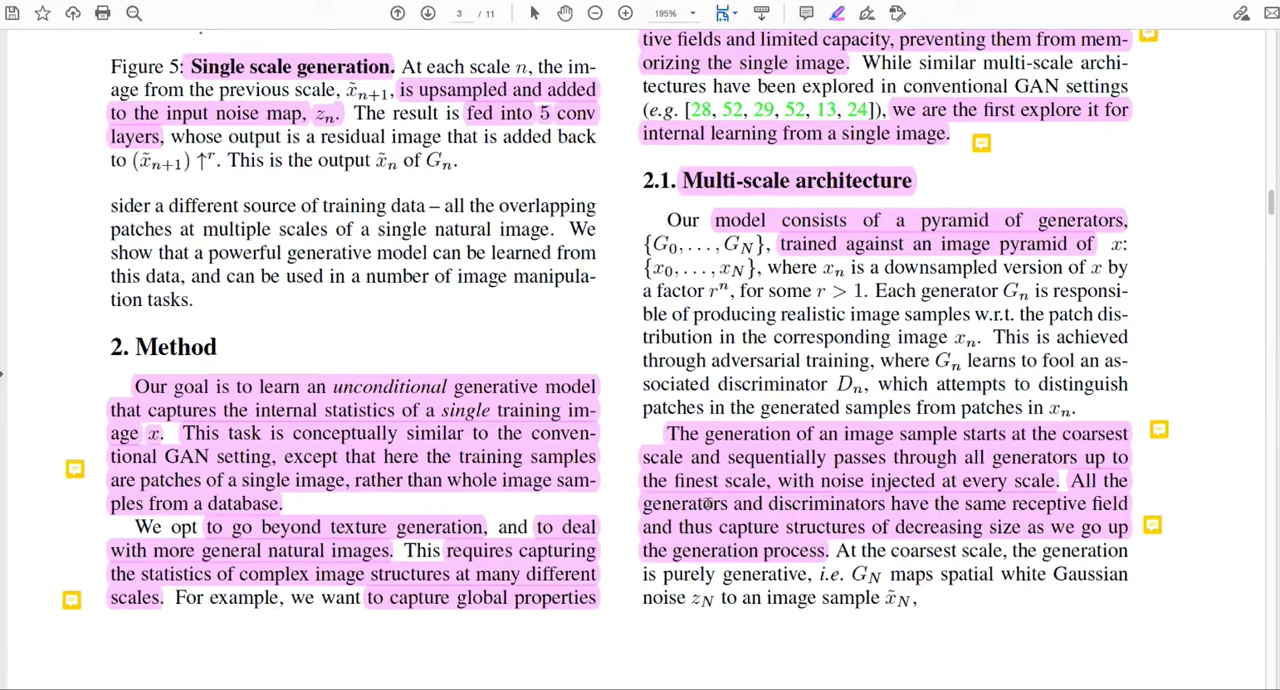 3 / 11
195%
Figure 5: Single scale generation. At each scale n, the im-
age from the previous scale, x̃ₙ₊₁, is upsampled and added
to the input noise map, zₙ. The result is fed into 5 conv
layers, whose output is a residual image that is added back
to (x̃ₙ₊₁) ↑ʳ. This is the output x̃ₙ of Gₙ.
sider a different source of training data – all the overlapping
patches at multiple scales of a single natural image. We
show that a powerful generative model can be learned from
this data, and can be used in a number of image manipula-
tion tasks.
2. Method
Our goal is to learn an unconditional generative model
that captures the internal statistics of a single training im-
age x. This task is conceptually similar to the conven-
tional GAN setting, except that here the training samples
are patches of a single image, rather than whole image sam-
ples from a database.
We opt to go beyond texture generation, and to deal
with more general natural images. This requires capturing
the statistics of complex image structures at many different
scales. For example, we want to capture global properties
tive fields and limited capacity, preventing them from mem-
orizing the single image. While similar multi-scale archi-
tectures have been explored in conventional GAN settings
(e.g. [28, 52, 29, 52, 13, 24]), we are the first explore it for
internal learning from a single image.
2.1. Multi-scale architecture
Our model consists of a pyramid of generators,
{G₀, . . . , G_N}, trained against an image pyramid of x:
{x₀, . . . , x_N}, where xₙ is a downsampled version of x by
a factor rⁿ, for some r > 1. Each generator Gₙ is responsi-
ble of producing realistic image samples w.r.t. the patch dis-
tribution in the corresponding image xₙ. This is achieved
through adversarial training, where Gₙ learns to fool an as-
sociated discriminator Dₙ, which attempts to distinguish
patches in the generated samples from patches in xₙ.
The generation of an image sample starts at the coarsest
scale and sequentially passes through all generators up to
the finest scale, with noise injected at every scale. All the
generators and discriminators have the same receptive field
and thus capture structures of decreasing size as we go up
the generation process. At the coarsest scale, the generation
is purely generative, i.e. G_N maps spatial white Gaussian
noise z_N to an image sample x̃_N,